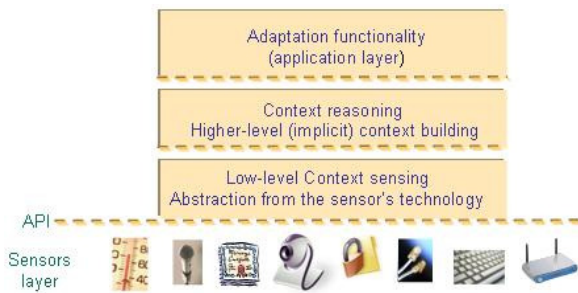 Adaptation functionality
(application layer)
Context reasoning
Higher-level (implicit) context building
Low-level Context sensing
Abstraction from the sensor's technology
API
Sensors
layer